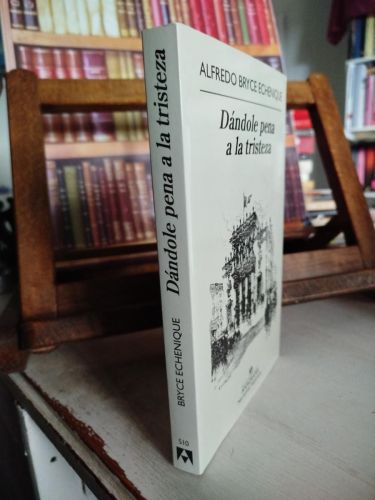 Dándole pena a la tristeza
BRYCE ECHENIQUE
510
ALFREDO BRYCE ECHENIQUE
Dándole pena
a la tristeza